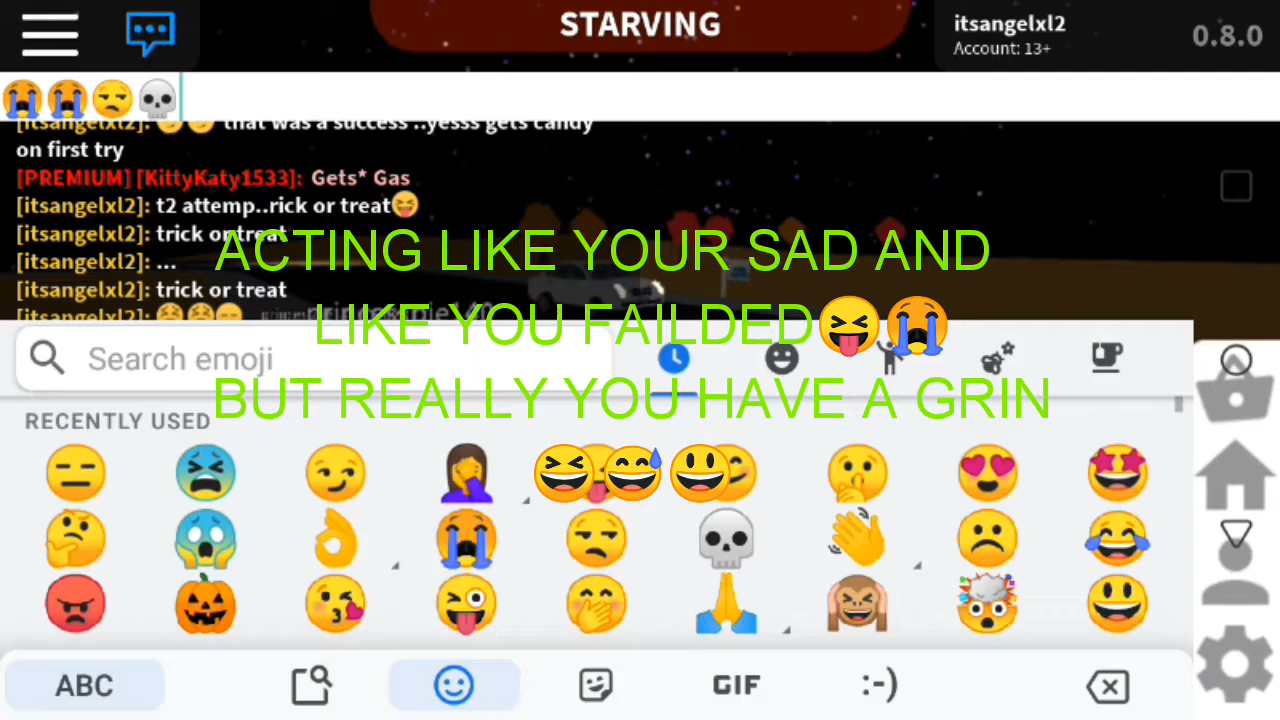 STARVING
itsangelxl2
Account: 13+
0.8.0
😭😭😒💀
[itsangelxl2]: 😏😏 that was a success ..yesss gets candy
on first try
[PREMIUM] [KittyKaty1533]: Gets* Gas
[itsangelxl2]: t2 attemp..rick or treat😝
[itsangelxl2]: trick or treat
[itsangelxl2]: ...
[itsangelxl2]: trick or treat
[itsangelxl2]:
ACTING LIKE YOUR SAD AND
LIKE YOU FAILDED😝😭
BUT REALLY YOU HAVE A GRIN
😆😅😃
Search emoji
RECENTLY USED
ABC
GIF
:-)